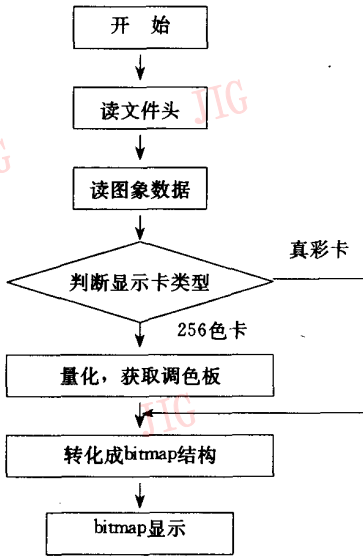 开 始
读文件头
JIG
G
读图象数据
真彩卡
判断显示卡类型
256色卡
量化，获取调色板
JIG
转化成bitmap结构
bitmap显示